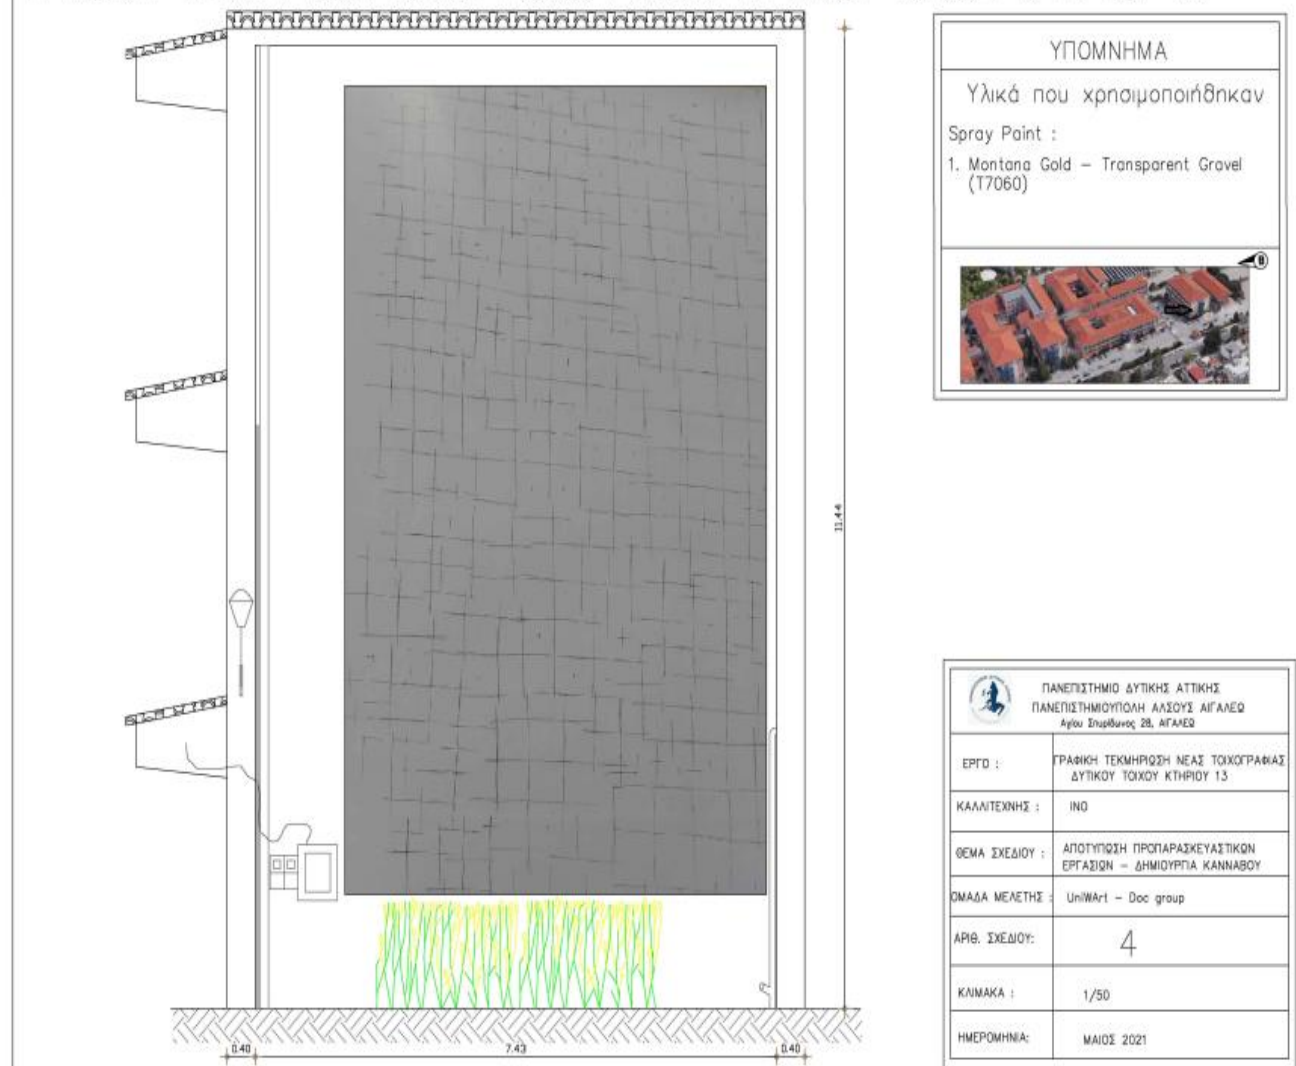 ΥΠΟΜΝΗΜΑ
Υλικά που χρησιμοποιήθηκαν
Spray Paint :
1. Montana Gold – Transparent Gravel
(T7060)
11.44
0.40
7.43
0.40
ΠΑΝΕΠΙΣΤΗΜΙΟ ΔΥΤΙΚΗΣ ΑΤΤΙΚΗΣ
ΠΑΝΕΠΙΣΤΗΜΙΟΥΠΟΛΗ ΑΛΣΟΥΣ ΑΙΓΑΛΕΩ
Αγίου Σπυρίδωνος 28, ΑΙΓΑΛΕΩ
ΕΡΓΟ :
ΓΡΑΦΙΚΗ ΤΕΚΜΗΡΙΩΣΗ ΝΕΑΣ ΤΟΙΧΟΓΡΑΦΙΑΣ
ΔΥΤΙΚΟΥ ΤΟΙΧΟΥ ΚΤΗΡΙΟΥ 13
ΚΑΛΛΙΤΕΧΝΗΣ :
INO
ΘΕΜΑ ΣΧΕΔΙΟΥ :
ΑΠΟΤΥΠΩΣΗ ΠΡΟΠΑΡΑΣΚΕΥΑΣΤΙΚΩΝ
ΕΡΓΑΣΙΩΝ – ΔΗΜΙΟΥΡΓΙΑ ΚΑΝΝΑΒΟΥ
ΟΜΑΔΑ ΜΕΛΕΤΗΣ :
UniWArt – Doc group
ΑΡΙΘ. ΣΧΕΔΙΟΥ:
4
ΚΛΙΜΑΚΑ :
1/50
ΗΜΕΡΟΜΗΝΙΑ:
ΜΑΙΟΣ 2021